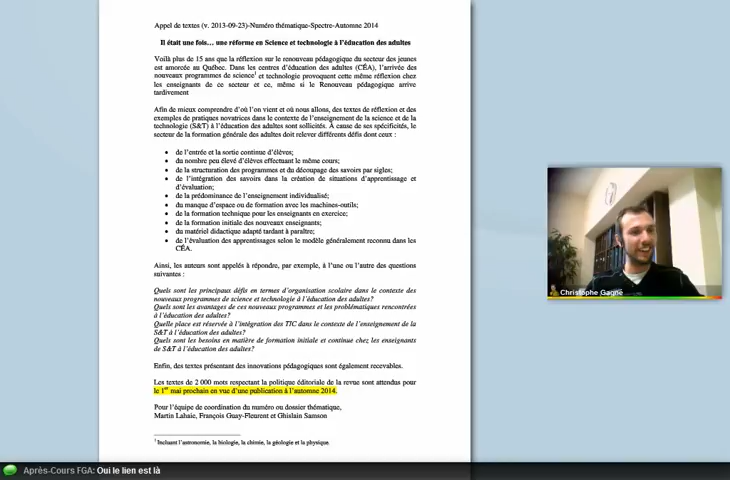 Appel de textes (v. 2013-09-23)-Numéro thématique-Spectre-Automne 2014
Il était une fois… une réforme en Science et technologie à l'éducation des adultes
Voilà plus de 15 ans que la réflexion sur le renouveau pédagogique du secteur des jeunes
est amorcée au Québec. Dans les centres d'éducation des adultes (CÉA), l'arrivée des
nouveaux programmes de science¹ et technologie provoquent cette même réflexion chez
les enseignants de ce secteur et ce, même si le Renouveau pédagogique arrive
tardivement
Afin de mieux comprendre d'où l'on vient et où nous allons, des textes de réflexion et des
exemples de pratiques novatrices dans le contexte de l'enseignement de la science et de la
technologie (S&T) à l'éducation des adultes sont sollicités. À cause de ses spécificités, le
secteur de la formation générale des adultes doit relever différents défis dont ceux :
• de l'entrée et la sortie continue d'élèves;
• du nombre peu élevé d'élèves effectuant le même cours;
• de la structuration des programmes et du découpage des savoirs par sigles;
• de l'intégration des savoirs dans la création de situations d'apprentissage et
d'évaluation;
• de la prédominance de l'enseignement individualisé;
• du manque d'espace ou de formation avec les machines-outils;
• de la formation technique pour les enseignants en exercice;
• de la formation initiale des nouveaux enseignants;
• du matériel didactique adapté tardant à paraître;
• de l'évaluation des apprentissages selon le modèle généralement reconnu dans les
CÉA.
Ainsi, les auteurs sont appelés à répondre, par exemple, à l'une ou l'autre des questions
suivantes :
Quels sont les principaux défis en termes d'organisation scolaire dans le contexte des
nouveaux programmes de science et technologie à l'éducation des adultes?
Quels sont les avantages de ces nouveaux programmes et les problématiques rencontrées
à l'éducation des adultes?
Quelle place est réservée à l'intégration des TIC dans le contexte de l'enseignement de la
S&T à l'éducation des adultes?
Quels sont les besoins en matière de formation initiale et continue chez les enseignants
de S&T à l'éducation des adultes?
Enfin, des textes présentant des innovations pédagogiques sont également recevables.
Les textes de 2 000 mots respectant la politique éditoriale de la revue sont attendus pour
le 1er mai prochain en vue d'une publication à l'automne 2014.
Pour l'équipe de coordination du numéro ou dossier thématique,
Martin Lahaie, François Guay-Fleurent et Ghislain Samson
¹ Incluant l'astronomie, la biologie, la chimie, la géologie et la physique.
Christophe Gagné
Après-Cours FGA: Oui le lien est là